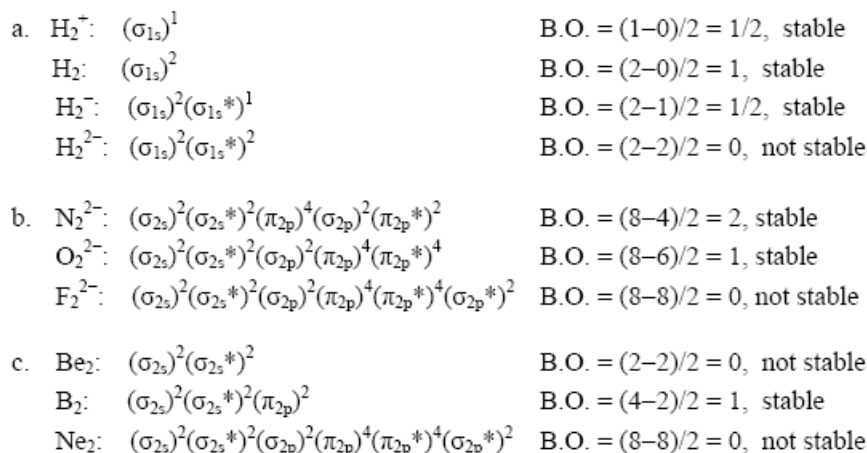 a. H₂⁺: (σ₁ₛ)¹ B.O. = (1–0)/2 = 1/2, stable
H₂: (σ₁ₛ)² B.O. = (2–0)/2 = 1, stable
H₂⁻: (σ₁ₛ)²(σ₁ₛ*)¹ B.O. = (2–1)/2 = 1/2, stable
H₂²⁻: (σ₁ₛ)²(σ₁ₛ*)² B.O. = (2–2)/2 = 0, not stable
b. N₂²⁻: (σ₂ₛ)²(σ₂ₛ*)²(π₂ₚ)⁴(σ₂ₚ)²(π₂ₚ*)² B.O. = (8–4)/2 = 2, stable
O₂²⁻: (σ₂ₛ)²(σ₂ₛ*)²(σ₂ₚ)²(π₂ₚ)⁴(π₂ₚ*)⁴ B.O. = (8–6)/2 = 1, stable
F₂²⁻: (σ₂ₛ)²(σ₂ₛ*)²(σ₂ₚ)²(π₂ₚ)⁴(π₂ₚ*)⁴(σ₂ₚ*)² B.O. = (8–8)/2 = 0, not stable
c. Be₂: (σ₂ₛ)²(σ₂ₛ*)² B.O. = (2–2)/2 = 0, not stable
B₂: (σ₂ₛ)²(σ₂ₛ*)²(π₂ₚ)² B.O. = (4–2)/2 = 1, stable
Ne₂: (σ₂ₛ)²(σ₂ₛ*)²(σ₂ₚ)²(π₂ₚ)⁴(π₂ₚ*)⁴(σ₂ₚ*)² B.O. = (8–8)/2 = 0, not stable